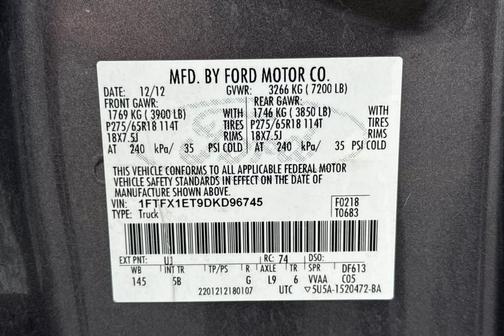 MFD. BY FORD MOTOR CO.
DATE: 12/12 GVWR: 3266 KG ( 7200 LB)
FRONT GAWR: REAR GAWR:
1769 KG ( 3900 LB) WITH 1746 KG ( 3850 LB) WITH
P275/65R18 114T TIRES P275/65R18 114T TIRES
18X7.5J RIMS 18X7.5J RIMS
AT 240 kPa/ 35 PSI COLD AT 240 kPa/ 35 PSI COLD
THIS VEHICLE CONFORMS TO ALL APPLICABLE FEDERAL MOTOR
VEHICLE SAFETY STANDARDS IN EFFECT ON THE DATE OF MANUFACTURE
SHOWN ABOVE.
VIN: 1FTFX1ET9DKD96745 F0218
TYPE: Truck T0683
EXT PNT: UJ RC: 74 DSO:
WB INT TR TP/PS R AXLE TR SPR DF613
145 5B G L9 6 VVAA C05
2201212180107 UTC 5U5A-1520472-BA